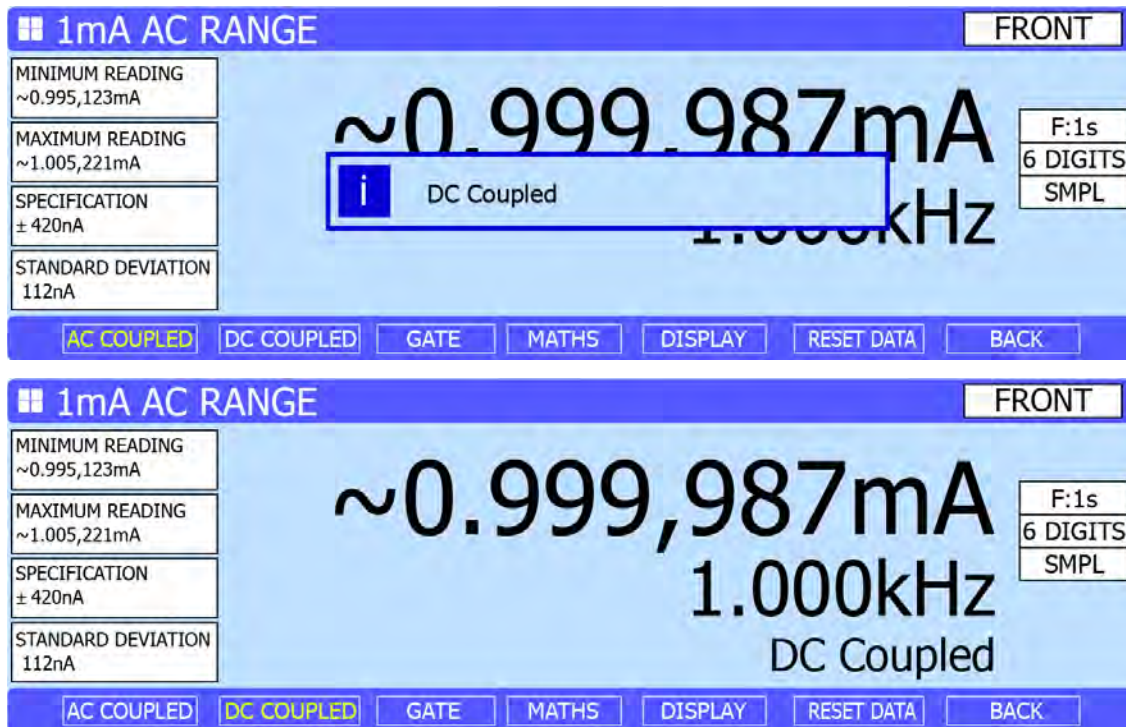 1mA AC RANGE
FRONT
MINIMUM READING
~0.995,123mA
MAXIMUM READING
~1.005,221mA
SPECIFICATION
± 420nA
STANDARD DEVIATION
112nA
~0.999,987mA
i DC Coupled
1.000kHz
F:1s
6 DIGITS
SMPL
AC COUPLED DC COUPLED GATE MATHS DISPLAY RESET DATA BACK
1mA AC RANGE
FRONT
MINIMUM READING
~0.995,123mA
MAXIMUM READING
~1.005,221mA
SPECIFICATION
± 420nA
STANDARD DEVIATION
112nA
~0.999,987mA
1.000kHz
DC Coupled
F:1s
6 DIGITS
SMPL
AC COUPLED DC COUPLED GATE MATHS DISPLAY RESET DATA BACK